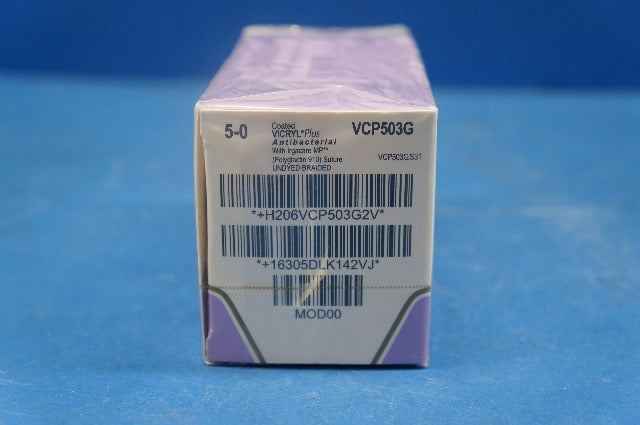 5-0
Coated
VICRYL*Plus
Antibacterial
With Irgacare MP**
(Polyglactin 910) Suture
UNDYED BRAIDED
VCP503G
VCP503G.S31
*+H206VCP503G2V*
*+16305DLK142VJ*
MOD00